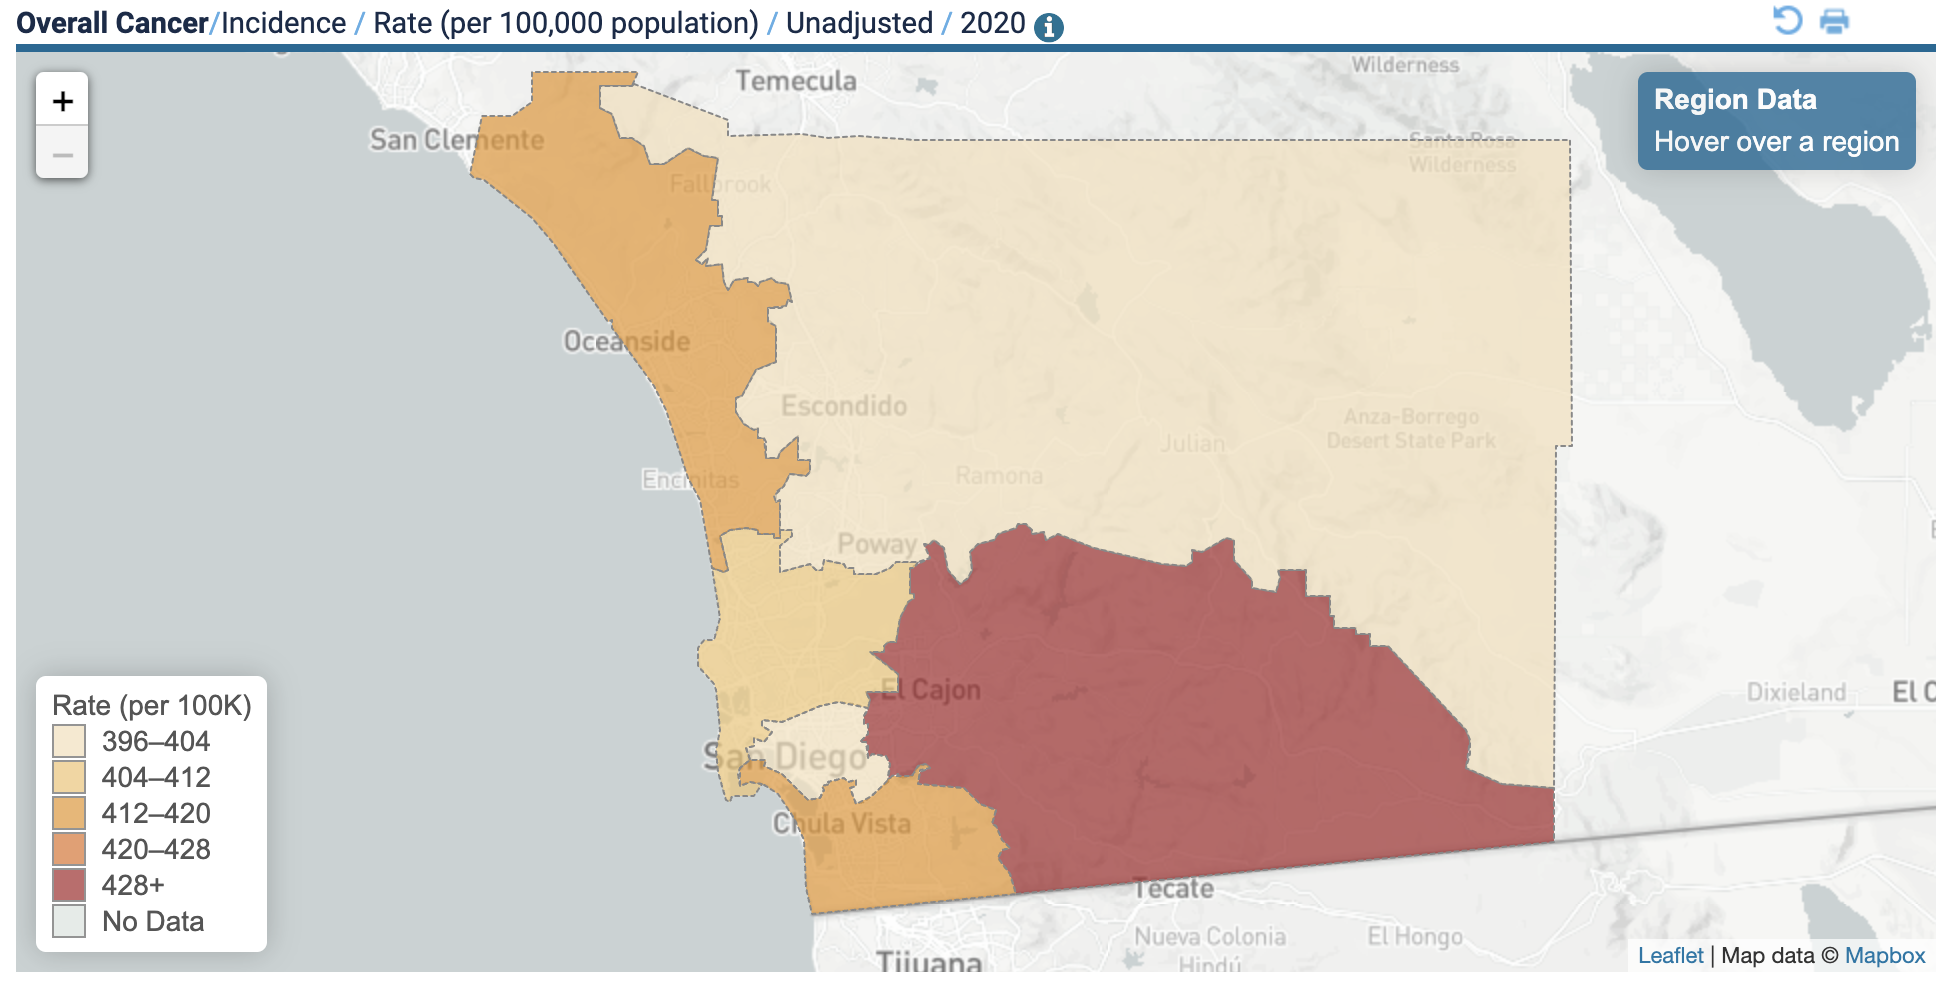 Overall Cancer/Incidence / Rate (per 100,000 population) / Unadjusted / 2020 i
+
−
Temecula
Wilderness
Region Data
Hover over a region
San Clemente
Santa Rosa
Wilderness
Fallbrook
Oceanside
Escondido
Anza-Borrego
Desert State Park
Julian
Encinitas
Ramona
Poway
El Cajon
Dixieland
El C
San Diego
Chula Vista
Tecate
Nueva Colonia
Hindú
El Hongo
Tijuana
Rate (per 100K)
396–404
404–412
412–420
420–428
428+
No Data
Leaflet | Map data © Mapbox